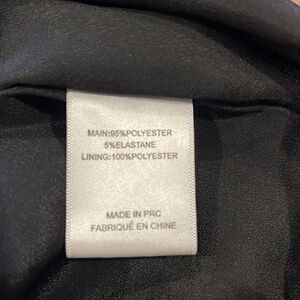 MAIN:95%POLYESTER
5%ELASTANE
LINING:100%POLYESTER
MADE IN PRC
FABRIQUÉ EN CHINE